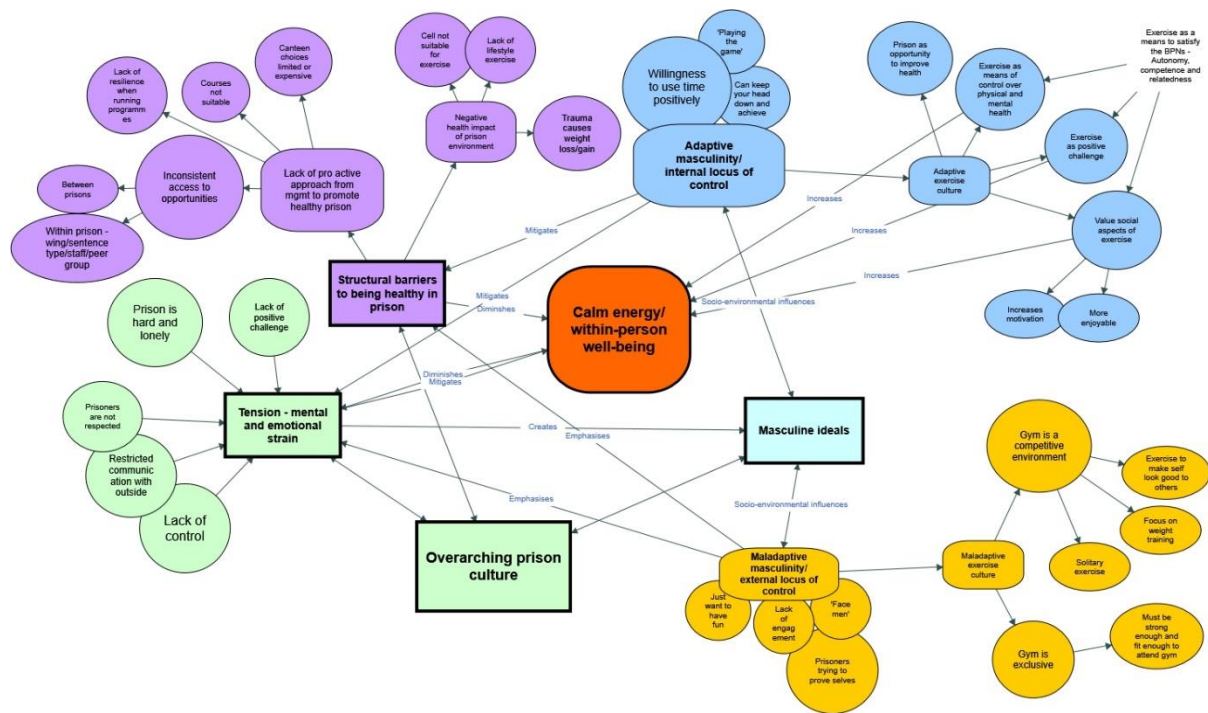 Canteen
choices
limited or
expensive
Lack of
resilience
when
running
programm
es
Courses
not
suitable
Between
prisons
Inconsistent
access to
opportunities
Within prison -
wing/sentence
type/staff/peer
group
Lack of pro active
approach from
mgmt to promote
healthy prison
Cell not
suitable
for
exercise
Lack of
lifestyle
exercise
Negative
health impact
of prison
environment
Trauma
causes
weight
loss/gain
Structural barriers
to being healthy in
prison
'Playing
the
game'
Willingness
to use time
positively
Can keep
your head
down and
achieve
Adaptive masculinity/
internal locus of
control
Prison as
opportunity
to improve
health
Exercise as
means of
control over
physical and
mental
health
Exercise as a
means to satisfy
the BPNs -
Autonomy,
competence and
relatedness
Exercise
as positive
challenge
Adaptive
exercise
culture
Value social
aspects of
exercise
Increases
motivation
More
enjoyable
Increases
Increases
Increases
Mitigates
Mitigates
Diminshes
Socio-environmental influences
Calm energy/
within-person
well-being
Prison is
hard and
lonely
Lack of
positive
challenge
Prisoners
are not
respected
Restricted
communic
ation with
outside
Lack of
control
Tension - mental
and emotional
strain
Diminishes
Mitigates
Creates
Emphasises
Emphasises
Masculine ideals
Socio-environmental influences
Overarching prison
culture
Maladaptive
masculinity/
external locus of
control
Just
want to
have
fun
Lack
of
engag
ement
'Face
men'
Prisoners
trying to
prove selves
Maladaptive
exercise
culture
Gym is a
competitive
environment
Exercise to
make self
look good to
others
Focus on
weight
training
Solitary
exercise
Gym is
exclusive
Must be
strong
enough and
fit enough to
attend gym